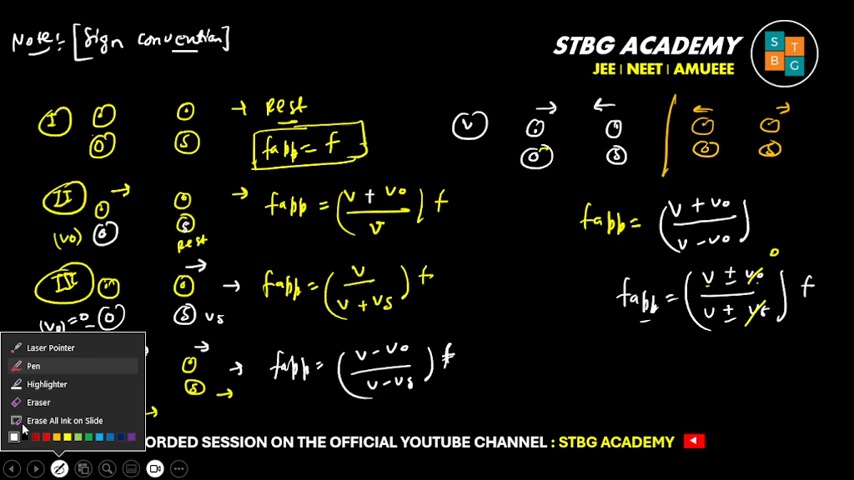 Note:- [Sign convention]
STBG ACADEMY
JEE | NEET | AMUEEE
S T
B G
I O S → Rest
fapp = f
II → → fapp = (v + vo / v) f
(vo) O S
Rest
III → → fapp = (v / v + vs) f
(vo) = 0 O S vs
→ → fapp = (v - vo / v - vs) f
S →
V → ←
O S O S
fapp = (v + vo / v - vo)
fapp = (v ± vo / v ± vs) f
Laser Pointer
Pen
Highlighter
Eraser
Erase All Ink on Slide
ORDED SESSION ON THE OFFICIAL YOUTUBE CHANNEL : STBG ACADEMY